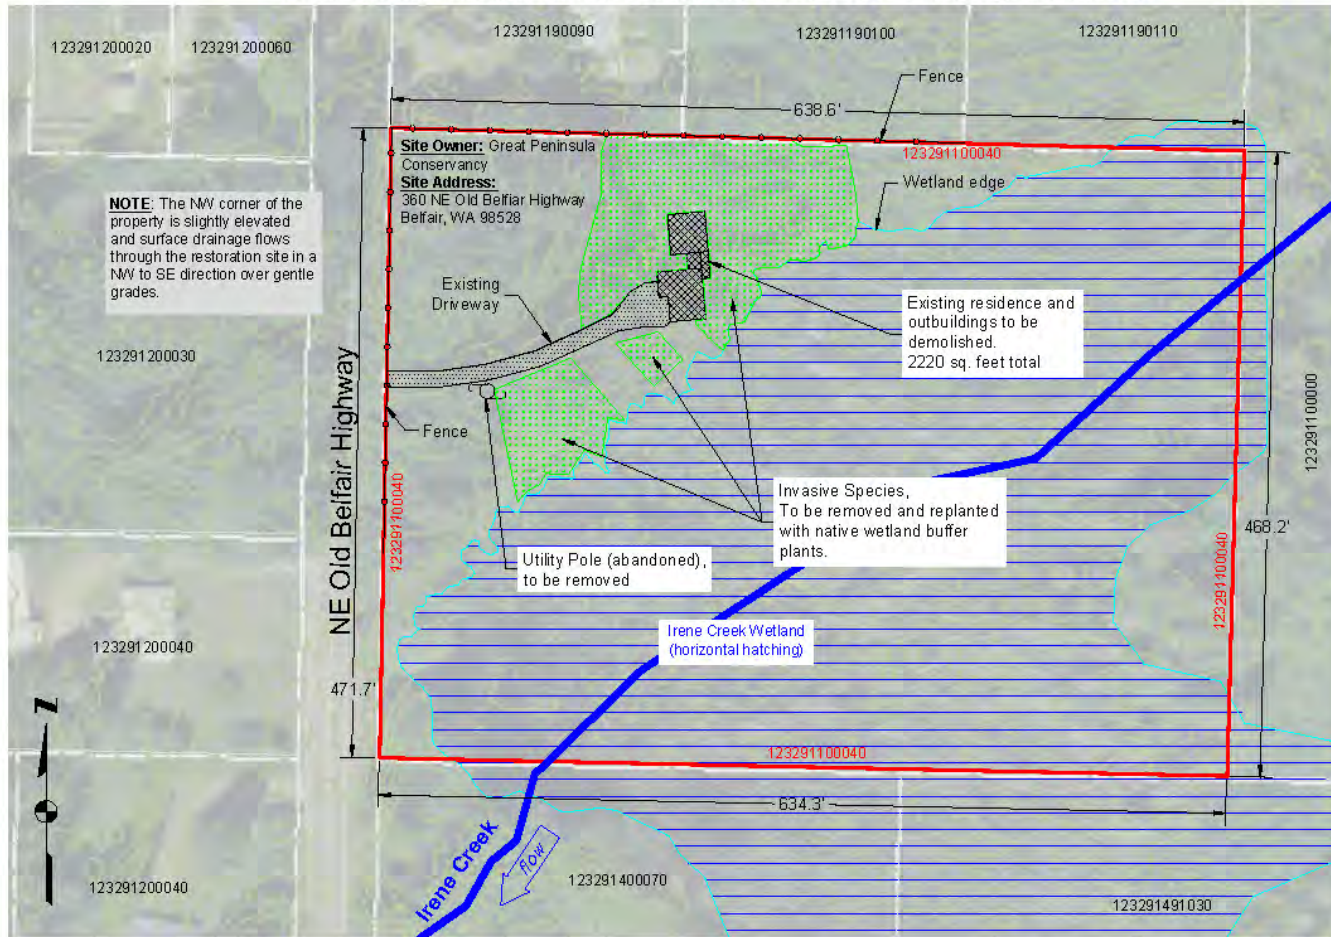 123291200020
123291200060
123291190090
123291190100
123291190110
Fence
638.6'
Site Owner: Great Peninsula
Conservancy
Site Address:
360 NE Old Belfiar Highway
Belfair, WA 98528
123291100040
Wetland edge
NOTE: The NW corner of the
property is slightly elevated
and surface drainage flows
through the restoration site in a
NW to SE direction over gentle
grades.
Existing
Driveway
Existing residence and
outbuildings to be
demolished.
2220 sq. feet total
123291200030
NE Old Belfair Highway
Fence
123291100040
123291100000
Invasive Species,
To be removed and replanted
with native wetland buffer
plants.
468.2'
123291100040
Utility Pole (abandoned),
to be removed
Irene Creek Wetland
(horizontal hatching)
123291200040
471.7'
Z
123291100040
634.3'
Irene Creek
flow
123291200040
123291400070
123291491030